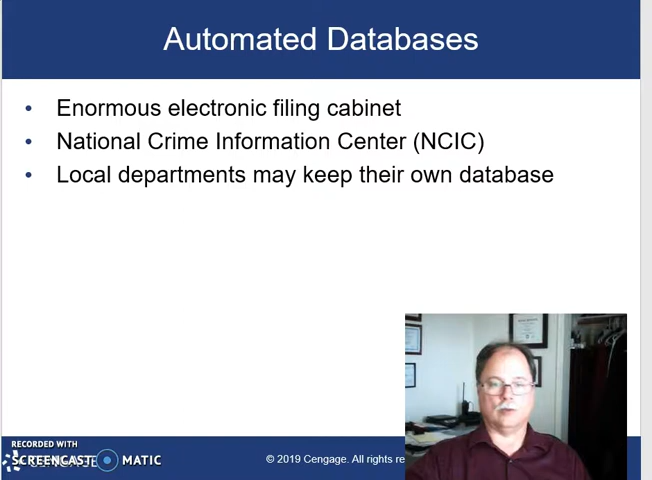 Automated Databases
• Enormous electronic filing cabinet
• National Crime Information Center (NCIC)
• Local departments may keep their own database
RECORDED WITH
SCREENCAST MATIC
© 2019 Cengage. All rights re